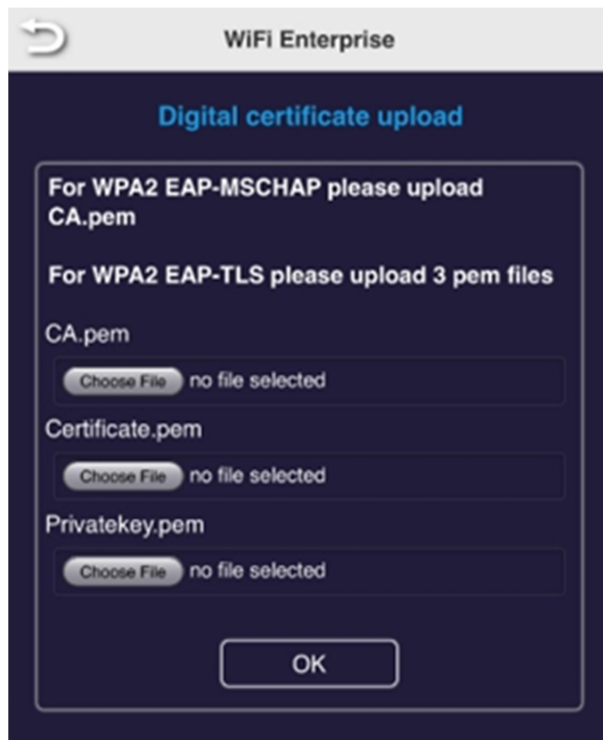 WiFi Enterprise
Digital certificate upload
For WPA2 EAP-MSCHAP please upload
CA.pem
For WPA2 EAP-TLS please upload 3 pem files
CA.pem
Choose File no file selected
Certificate.pem
Choose File no file selected
Privatekey.pem
Choose File no file selected
OK